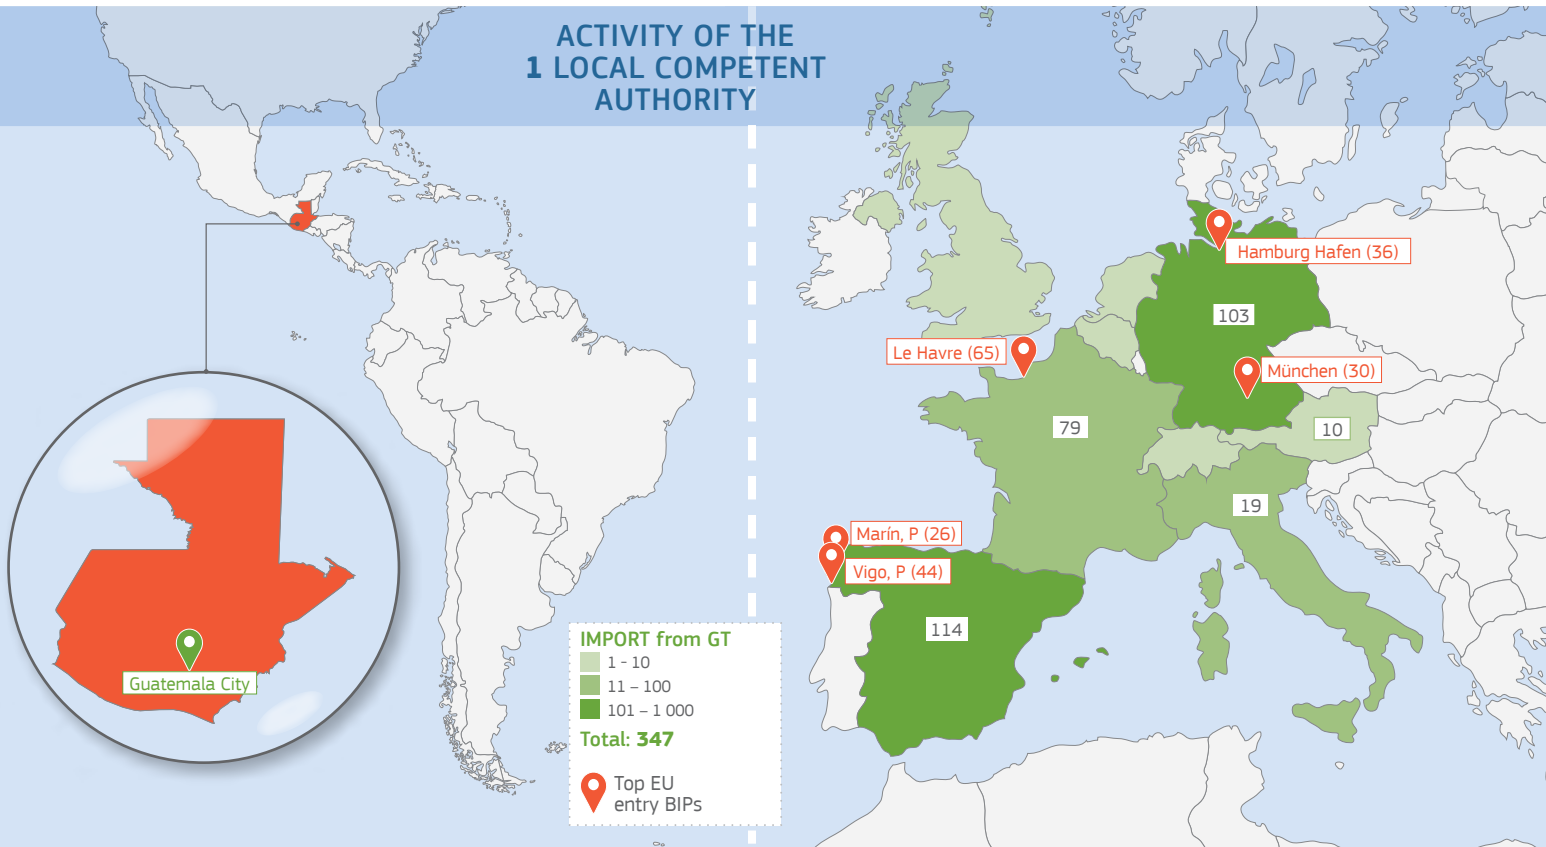 ACTIVITY OF THE
1 LOCAL COMPETENT
AUTHORITY
Hamburg Hafen (36)
103
Le Havre (65)
München (30)
79
10
19
Marín, P (26)
Vigo, P (44)
114
Guatemala City
IMPORT from GT
1 - 10
11 – 100
101 – 1 000
Total: 347
Top EU
entry BIPs